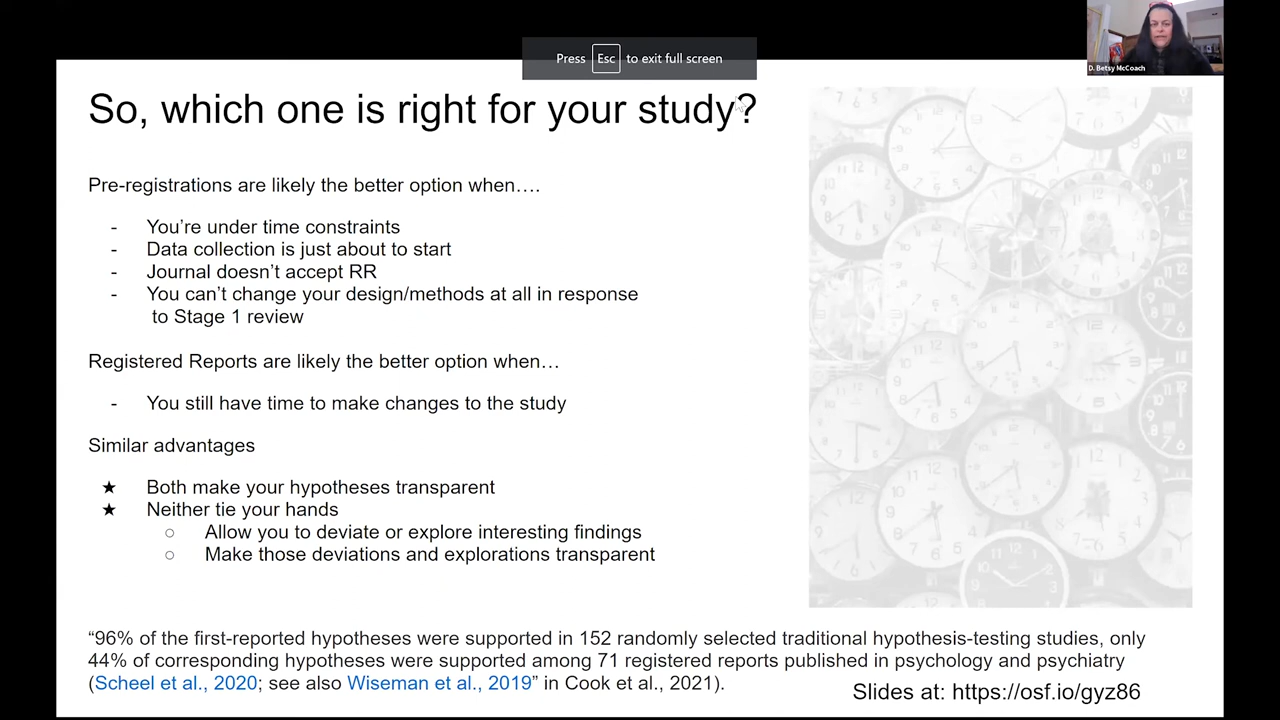 Press Esc to exit full screen
D. Betsy McCoach
So, which one is right for your study?
Pre-registrations are likely the better option when….
- You’re under time constraints
- Data collection is just about to start
- Journal doesn’t accept RR
- You can’t change your design/methods at all in response
to Stage 1 review
Registered Reports are likely the better option when…
- You still have time to make changes to the study
Similar advantages
★ Both make your hypotheses transparent
★ Neither tie your hands
○ Allow you to deviate or explore interesting findings
○ Make those deviations and explorations transparent
“96% of the first-reported hypotheses were supported in 152 randomly selected traditional hypothesis-testing studies, only
44% of corresponding hypotheses were supported among 71 registered reports published in psychology and psychiatry
(Scheel et al., 2020; see also Wiseman et al., 2019” in Cook et al., 2021).
Slides at: https://osf.io/gyz86